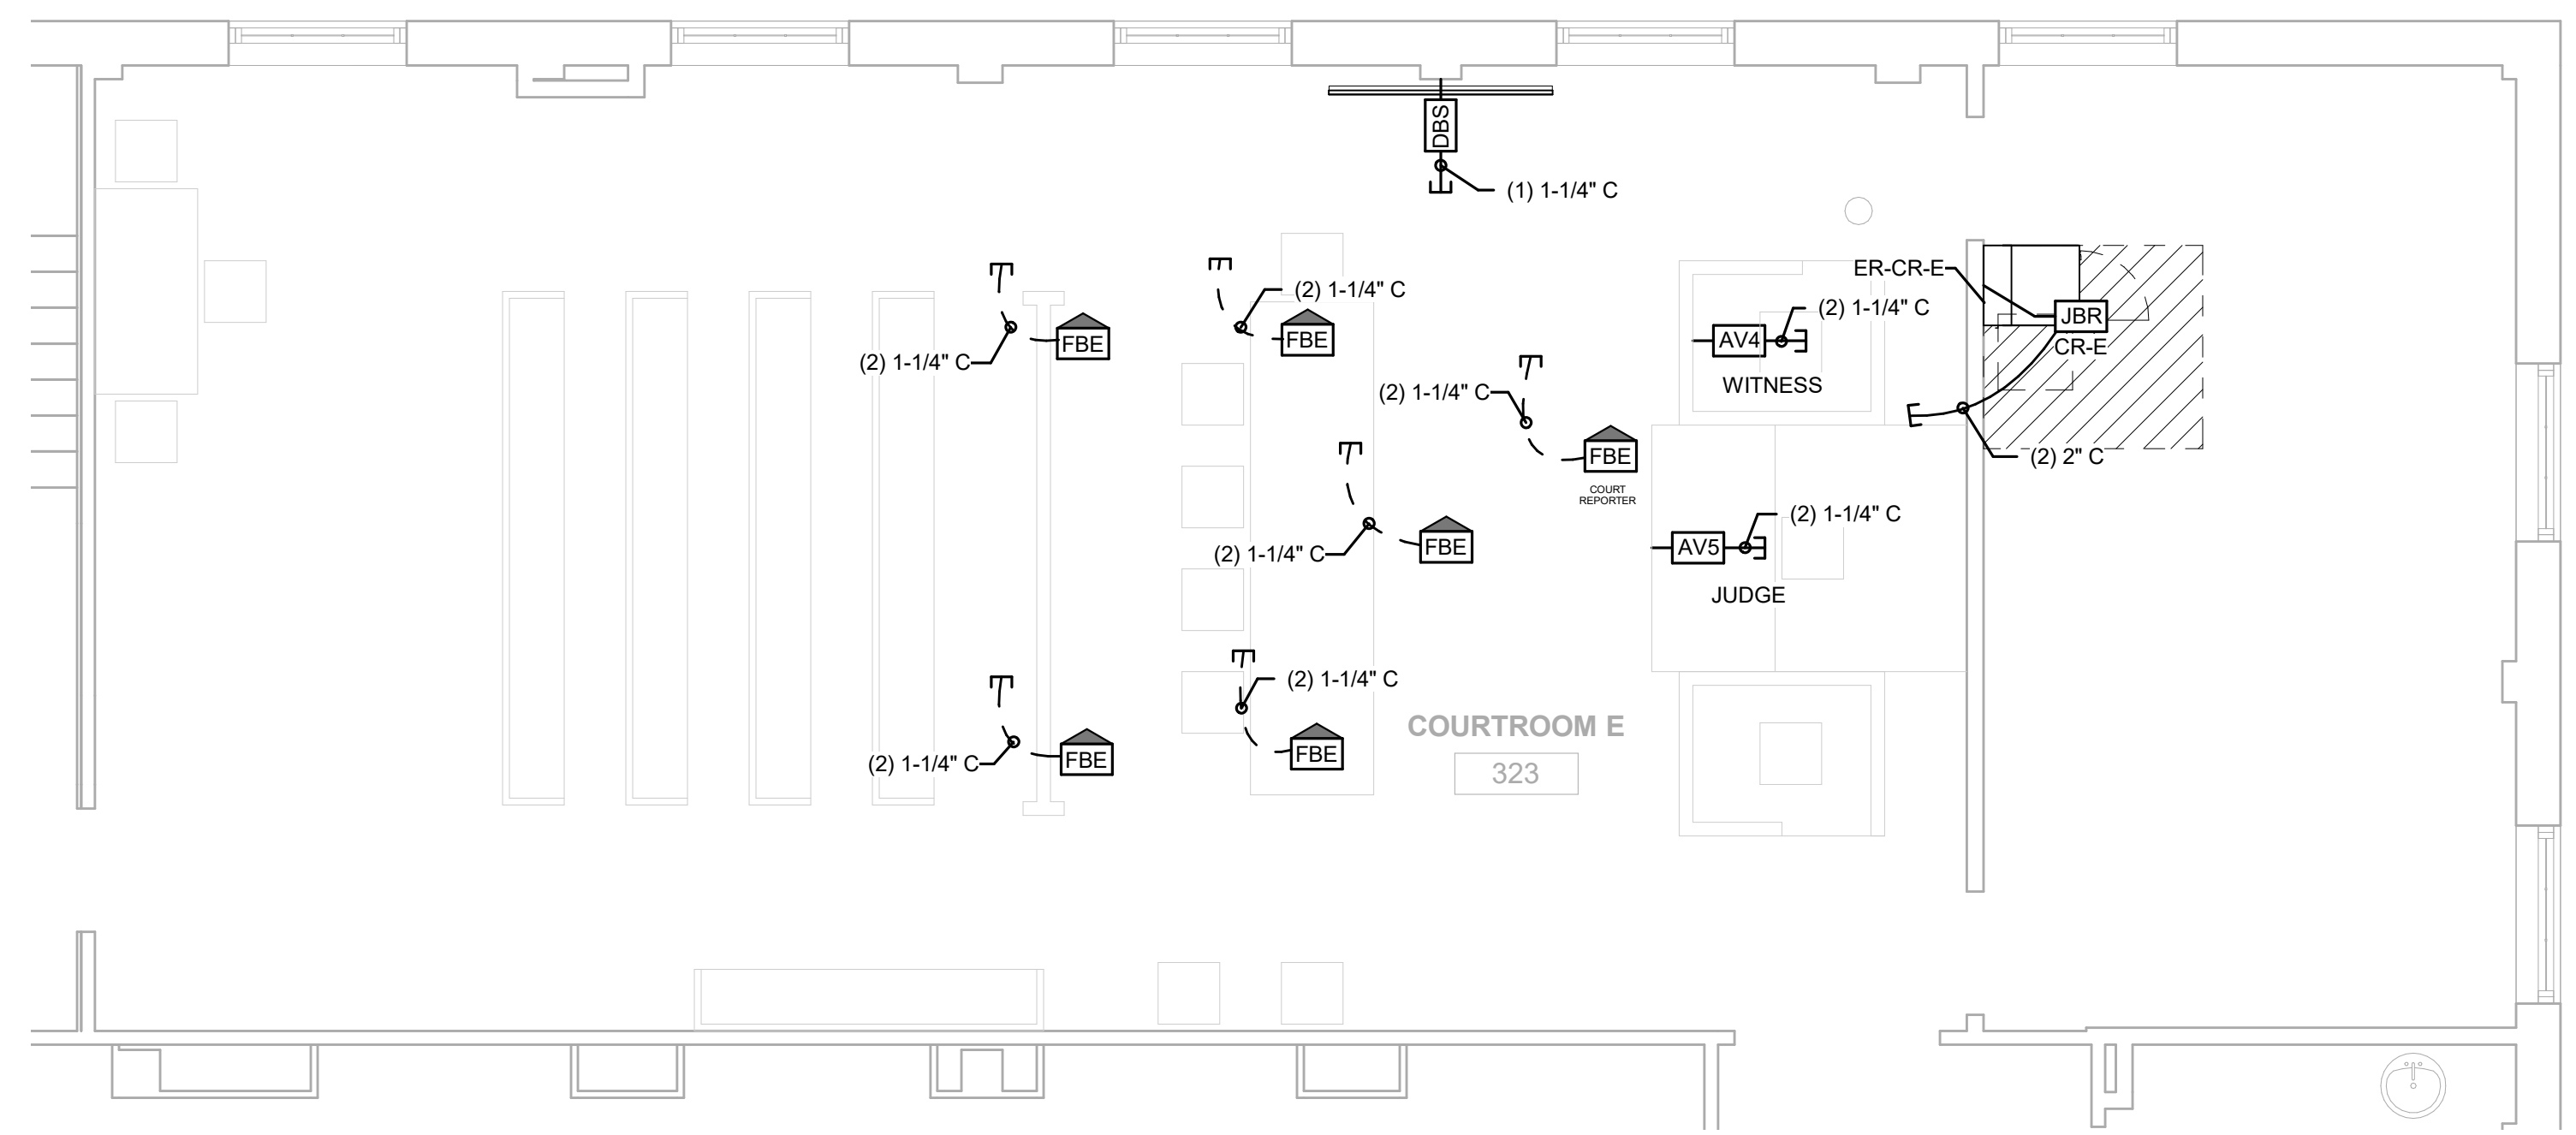 DBS
(1) 1-1/4" C
ER-CR-E
(2) 1-1/4" C
(2) 1-1/4" C
JBR
FBE
FBE
AV4
CR-E
(2) 1-1/4" C
WITNESS
(2) 1-1/4" C
FBE
(2) 2" C
COURT
REPORTER
(2) 1-1/4" C
(2) 1-1/4" C
FBE
AV5
JUDGE
(2) 1-1/4" C
COURTROOM E
FBE
FBE
(2) 1-1/4" C
323